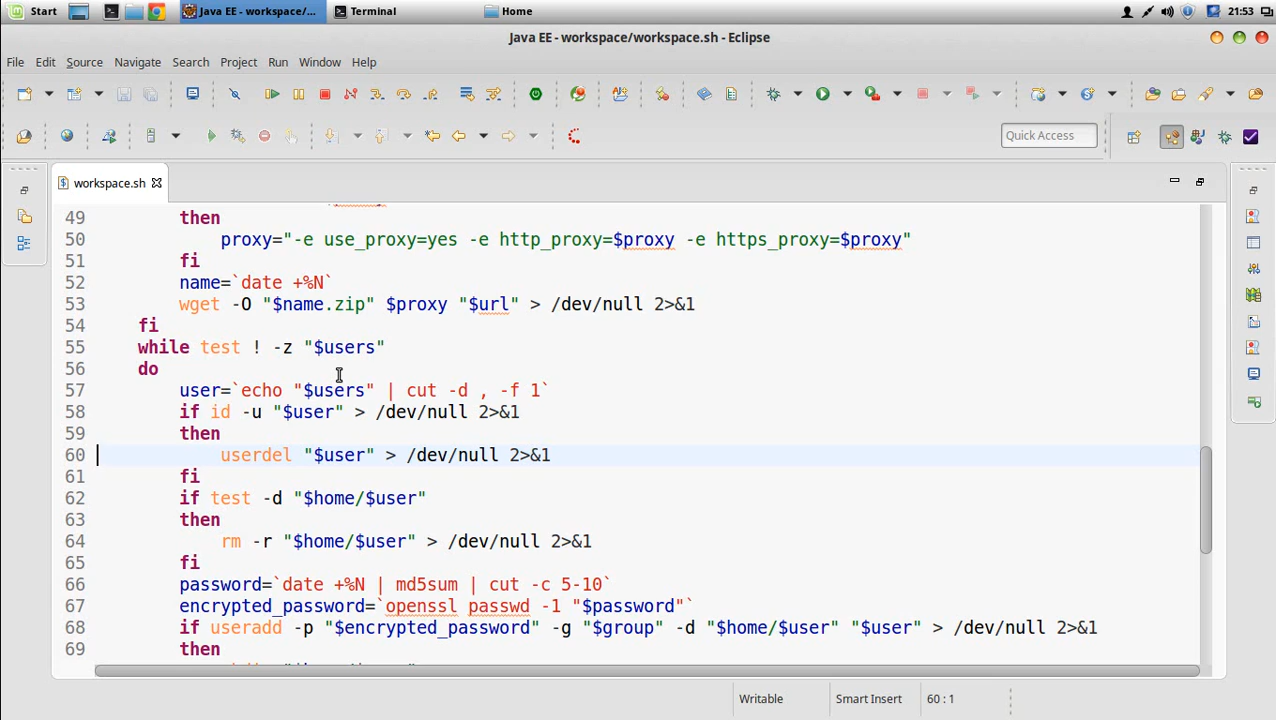 Start
Java EE - workspace/...
Terminal
Home
21:53
Java EE - workspace/workspace.sh - Eclipse
File Edit Source Navigate Search Project Run Window Help
Quick Access
workspace.sh
49 then
50 proxy="-e use_proxy=yes -e http_proxy=$proxy -e https_proxy=$proxy"
51 fi
52 name=`date +%N`
53 wget -O "$name.zip" $proxy "$url" > /dev/null 2>&1
54 fi
55 while test ! -z "$users"
56 do
57 user=`echo "$users" | cut -d , -f 1`
58 if id -u "$user" > /dev/null 2>&1
59 then
60 userdel "$user" > /dev/null 2>&1
61 fi
62 if test -d "$home/$user"
63 then
64 rm -r "$home/$user" > /dev/null 2>&1
65 fi
66 password=`date +%N | md5sum | cut -c 5-10`
67 encrypted_password=`openssl passwd -1 "$password"`
68 if useradd -p "$encrypted_password" -g "$group" -d "$home/$user" "$user" > /dev/null 2>&1
69 then
Writable
Smart Insert
60 : 1